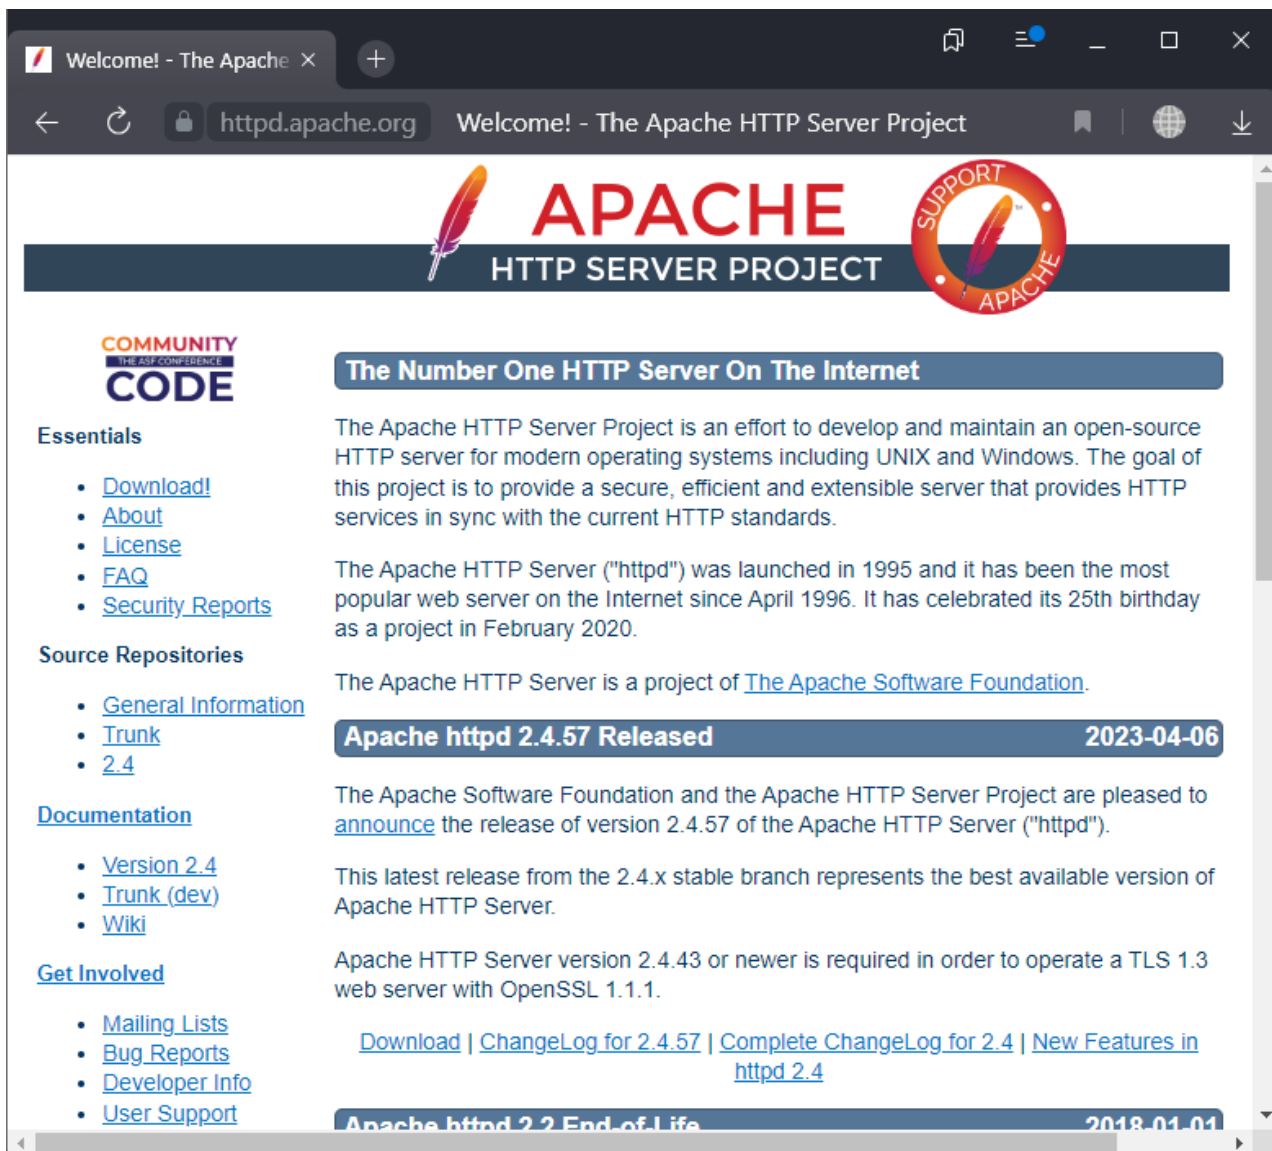 Welcome! - The Apache
httpd.apache.org Welcome! - The Apache HTTP Server Project
APACHE
HTTP SERVER PROJECT
SUPPORT
APACHE
COMMUNITY
THE ASF CONFERENCE
CODE
Essentials
Download!
About
License
FAQ
Security Reports
Source Repositories
General Information
Trunk
2.4
Documentation
Version 2.4
Trunk (dev)
Wiki
Get Involved
Mailing Lists
Bug Reports
Developer Info
User Support
The Number One HTTP Server On The Internet
The Apache HTTP Server Project is an effort to develop and maintain an open-source
HTTP server for modern operating systems including UNIX and Windows. The goal of
this project is to provide a secure, efficient and extensible server that provides HTTP
services in sync with the current HTTP standards.
The Apache HTTP Server ("httpd") was launched in 1995 and it has been the most
popular web server on the Internet since April 1996. It has celebrated its 25th birthday
as a project in February 2020.
The Apache HTTP Server is a project of The Apache Software Foundation.
Apache httpd 2.4.57 Released 2023-04-06
The Apache Software Foundation and the Apache HTTP Server Project are pleased to
announce the release of version 2.4.57 of the Apache HTTP Server ("httpd").
This latest release from the 2.4.x stable branch represents the best available version of
Apache HTTP Server.
Apache HTTP Server version 2.4.43 or newer is required in order to operate a TLS 1.3
web server with OpenSSL 1.1.1.
Download | ChangeLog for 2.4.57 | Complete ChangeLog for 2.4 | New Features in
httpd 2.4
Apache httpd 2.2 End-of-Life 2018-01-01